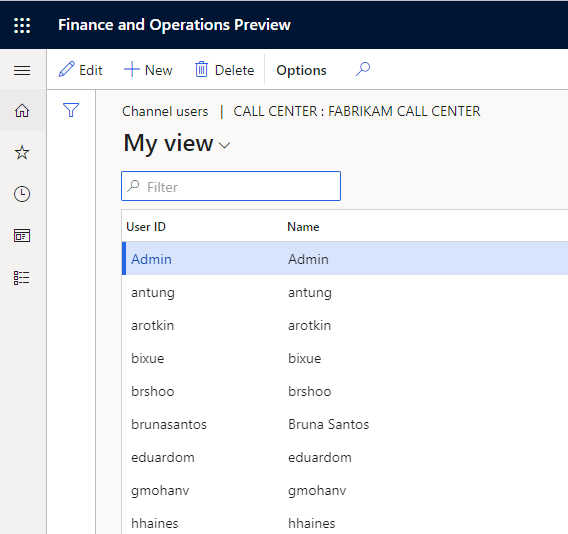 Finance and Operations Preview
Edit New Delete Options
Channel users | CALL CENTER : FABRIKAM CALL CENTER
My view
Filter
User ID Name
Admin Admin
antung antung
arotkin arotkin
bixue bixue
brshoo brshoo
brunasantos Bruna Santos
eduardom eduardom
gmohanv gmohanv
hhaines hhaines